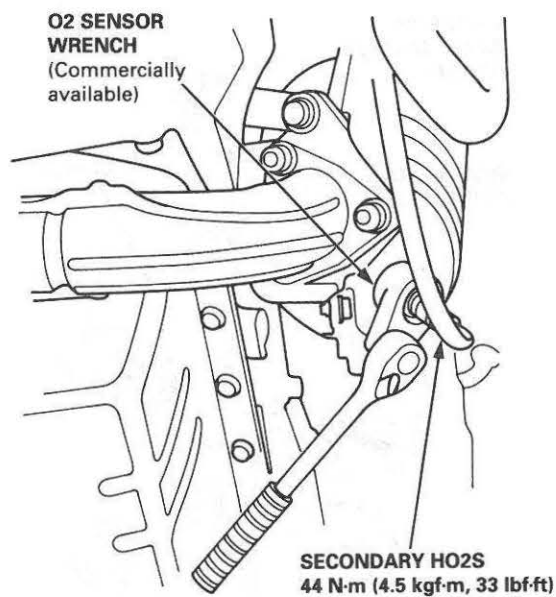 O2 SENSOR
WRENCH
(Commercially
available)
SECONDARY HO2S
44 N·m (4.5 kgf·m, 33 lbf·ft)